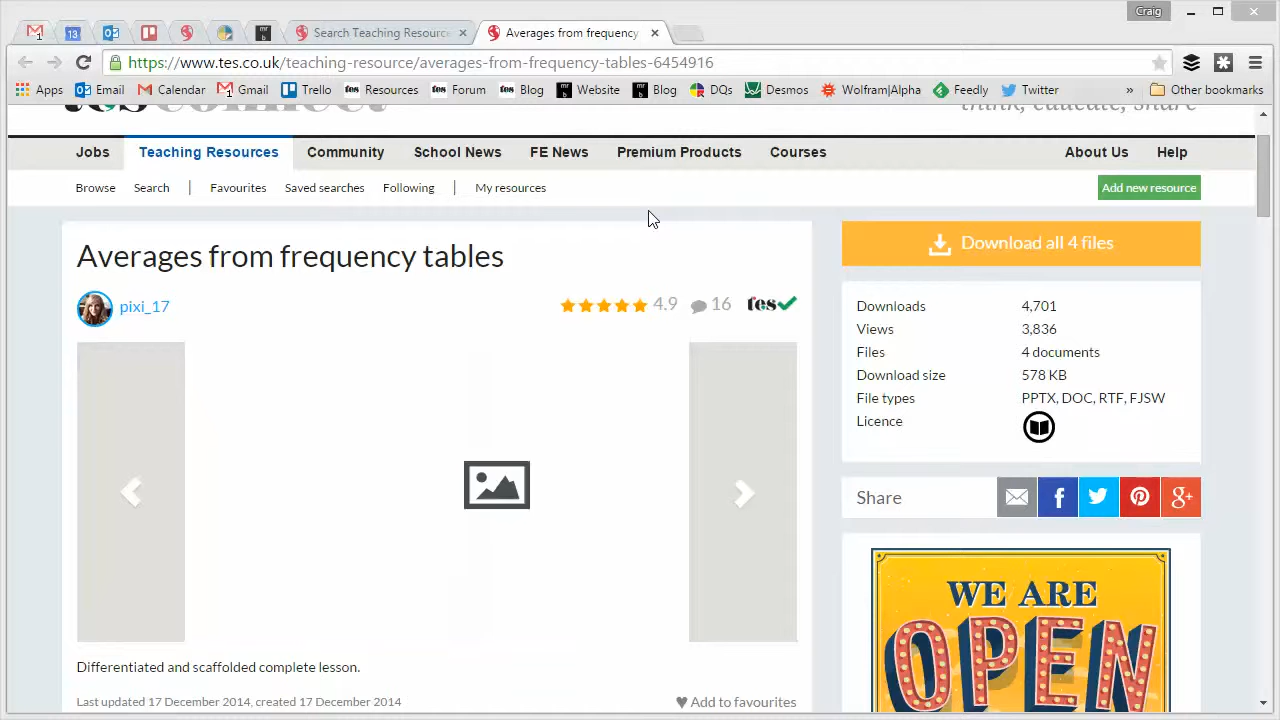 Craig
Search Teaching Resource
Averages from frequency
https://www.tes.co.uk/teaching-resource/averages-from-frequency-tables-6454916
Apps Email Calendar Gmail Trello tes Resources tes Forum tes Blog mr b Website mr b Blog DQs Desmos Wolfram|Alpha Feedly Twitter » Other bookmarks
Jobs Teaching Resources Community School News FE News Premium Products Courses About Us Help
Browse Search | Favourites Saved searches Following | My resources Add new resource
Averages from frequency tables
pixi_17 4.9 16 tes
Download all 4 files
Downloads 4,701
Views 3,836
Files 4 documents
Download size 578 KB
File types PPTX, DOC, RTF, FJSW
Licence
Share
WE ARE
OPEN
Differentiated and scaffolded complete lesson.
Last updated 17 December 2014, created 17 December 2014 Add to favourites